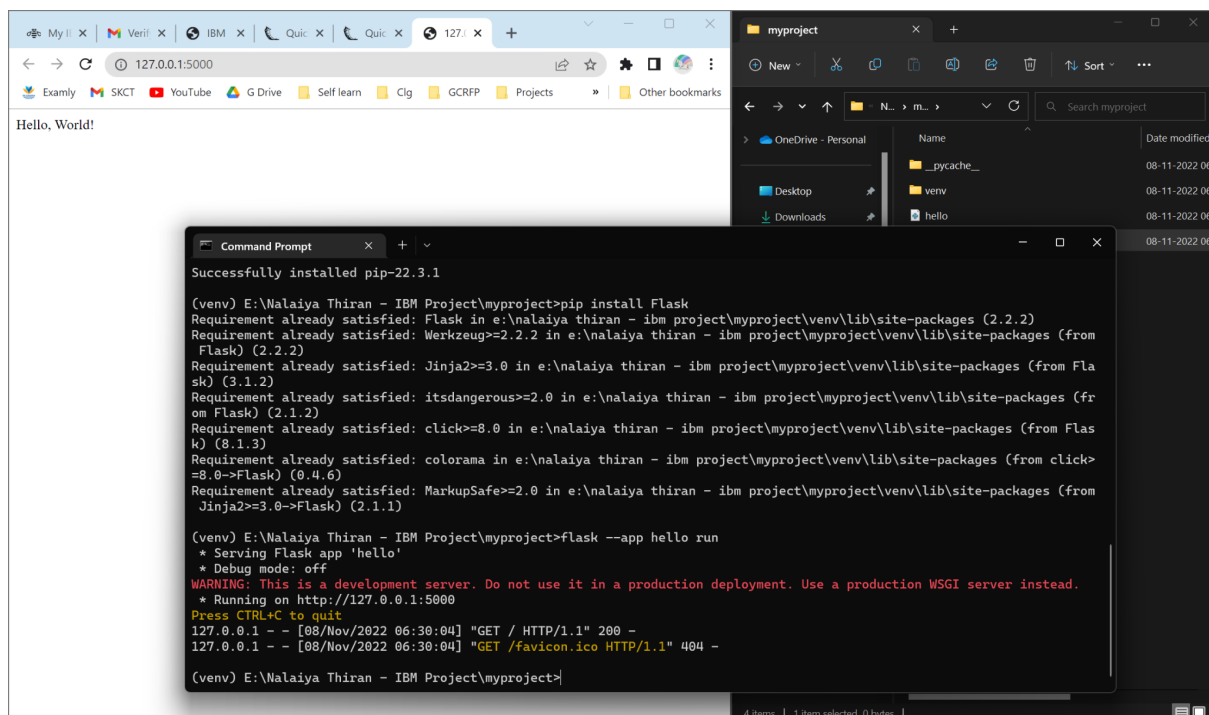 My I
Verif
IBM
Quic
Quic
127.
127.0.0.1:5000
Examly
SKCT
YouTube
G Drive
Self learn
Clg
GCRFP
Projects
»
Other bookmarks
Hello, World!
myproject
New
Sort
N...
m...
Search myproject
OneDrive - Personal
Desktop
Downloads
Name
Date modified
__pycache__
08-11-2022 06
venv
08-11-2022 06
hello
08-11-2022 06
08-11-2022 06
Command Prompt
Successfully installed pip-22.3.1
(venv) E:\Nalaiya Thiran - IBM Project\myproject>pip install Flask
Requirement already satisfied: Flask in e:\nalaiya thiran - ibm project\myproject\venv\lib\site-packages (2.2.2)
Requirement already satisfied: Werkzeug>=2.2.2 in e:\nalaiya thiran - ibm project\myproject\venv\lib\site-packages (from
Flask) (2.2.2)
Requirement already satisfied: Jinja2>=3.0 in e:\nalaiya thiran - ibm project\myproject\venv\lib\site-packages (from Fla
sk) (3.1.2)
Requirement already satisfied: itsdangerous>=2.0 in e:\nalaiya thiran - ibm project\myproject\venv\lib\site-packages (fr
om Flask) (2.1.2)
Requirement already satisfied: click>=8.0 in e:\nalaiya thiran - ibm project\myproject\venv\lib\site-packages (from Flas
k) (8.1.3)
Requirement already satisfied: colorama in e:\nalaiya thiran - ibm project\myproject\venv\lib\site-packages (from click>
=8.0->Flask) (0.4.6)
Requirement already satisfied: MarkupSafe>=2.0 in e:\nalaiya thiran - ibm project\myproject\venv\lib\site-packages (from
Jinja2>=3.0->Flask) (2.1.1)
(venv) E:\Nalaiya Thiran - IBM Project\myproject>flask --app hello run
* Serving Flask app 'hello'
* Debug mode: off
WARNING: This is a development server. Do not use it in a production deployment. Use a production WSGI server instead.
* Running on http://127.0.0.1:5000
Press CTRL+C to quit
127.0.0.1 - - [08/Nov/2022 06:30:04] "GET / HTTP/1.1" 200 -
127.0.0.1 - - [08/Nov/2022 06:30:04] "GET /favicon.ico HTTP/1.1" 404 -
(venv) E:\Nalaiya Thiran - IBM Project\myproject>
4 items
1 item selected 0 bytes